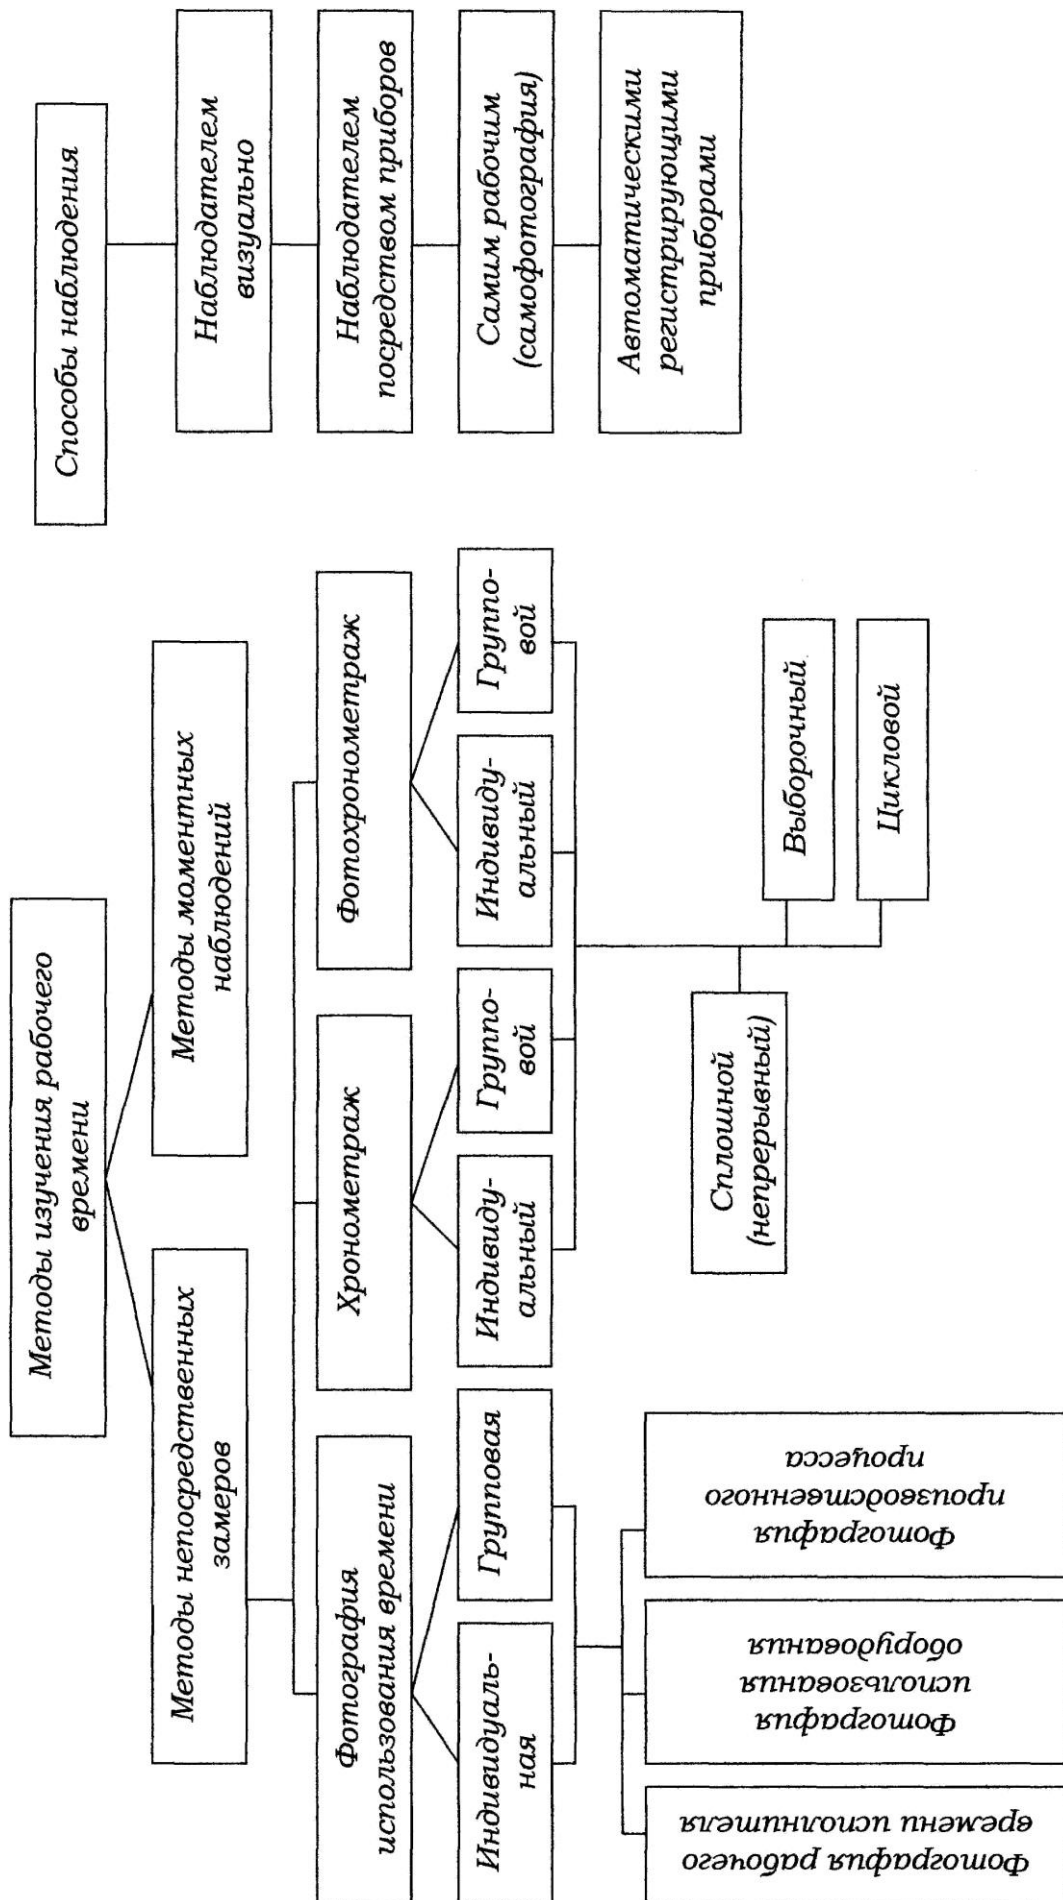 Методы изучения рабочего
времени
Методы непосредственных
замеров
Методы моментных
наблюдений
Фотография
использования времени
Хронометраж
Фотохронометраж
Индивидуаль-
ная
Групповая
Индивиду-
альный
Группо-
вой
Индивиду-
альный
Группо-
вой
Фотография рабочего
времени исполнителя
Фотография
использования
оборудования
Фотография
производственного
процесса
Сплошной
(непрерывный)
Выборочный
Цикловой
Способы наблюдения
Наблюдателем
визуально
Наблюдателем
посредством приборов
Самим рабочим
(самофотография)
Автоматическими
регистрирующими
приборами